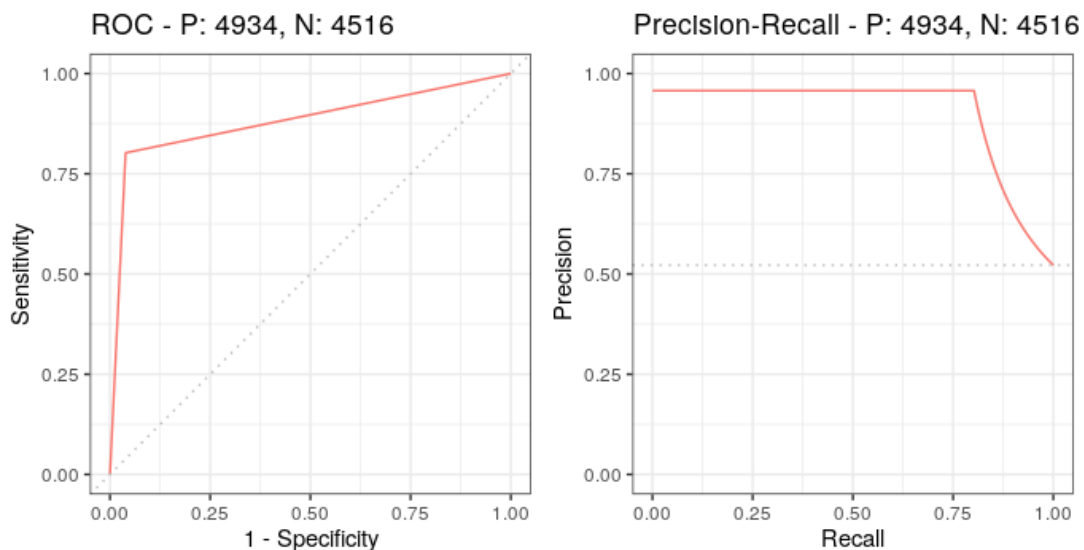 ROC - P: 4934, N: 4516
1.00
0.75
0.50
0.25
0.00
Sensitivity
0.00 0.25 0.50 0.75 1.00
1 - Specificity
Precision-Recall - P: 4934, N: 4516
1.00
0.75
0.50
0.25
0.00
Precision
0.00 0.25 0.50 0.75 1.00
Recall